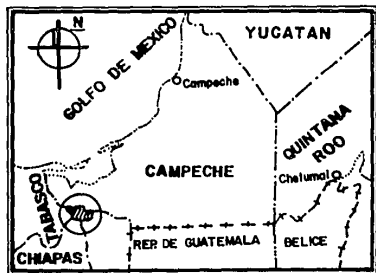 N
YUCATAN
GOLFO DE MEXICO
Campeche
QUINTANA
ROO
CAMPECHE
Chetumal
TABASCO
REP. DE GUATEMALA
BELICE
CHIAPAS